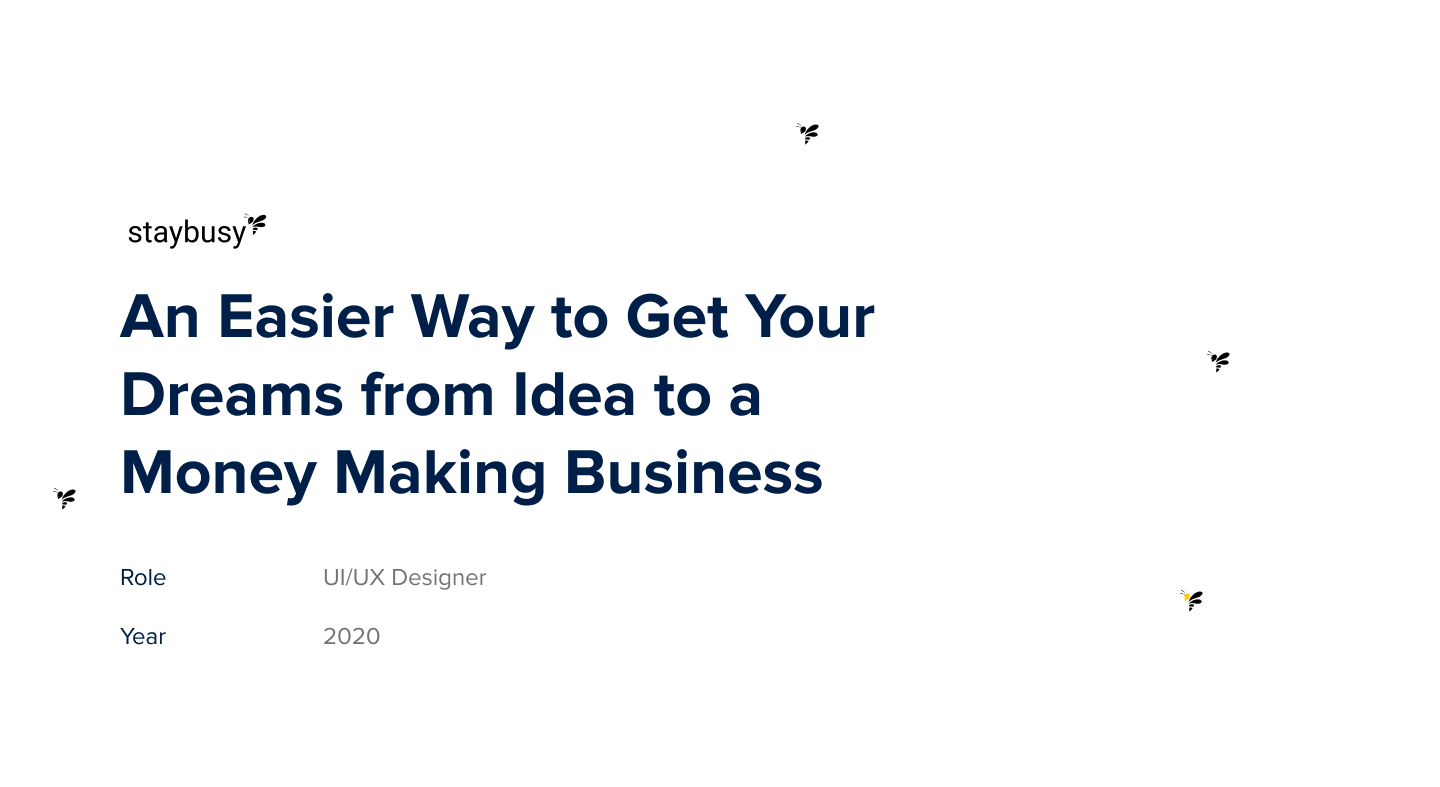 staybusy
An Easier Way to Get Your
Dreams from Idea to a
Money Making Business
Role UI/UX Designer
Year 2020